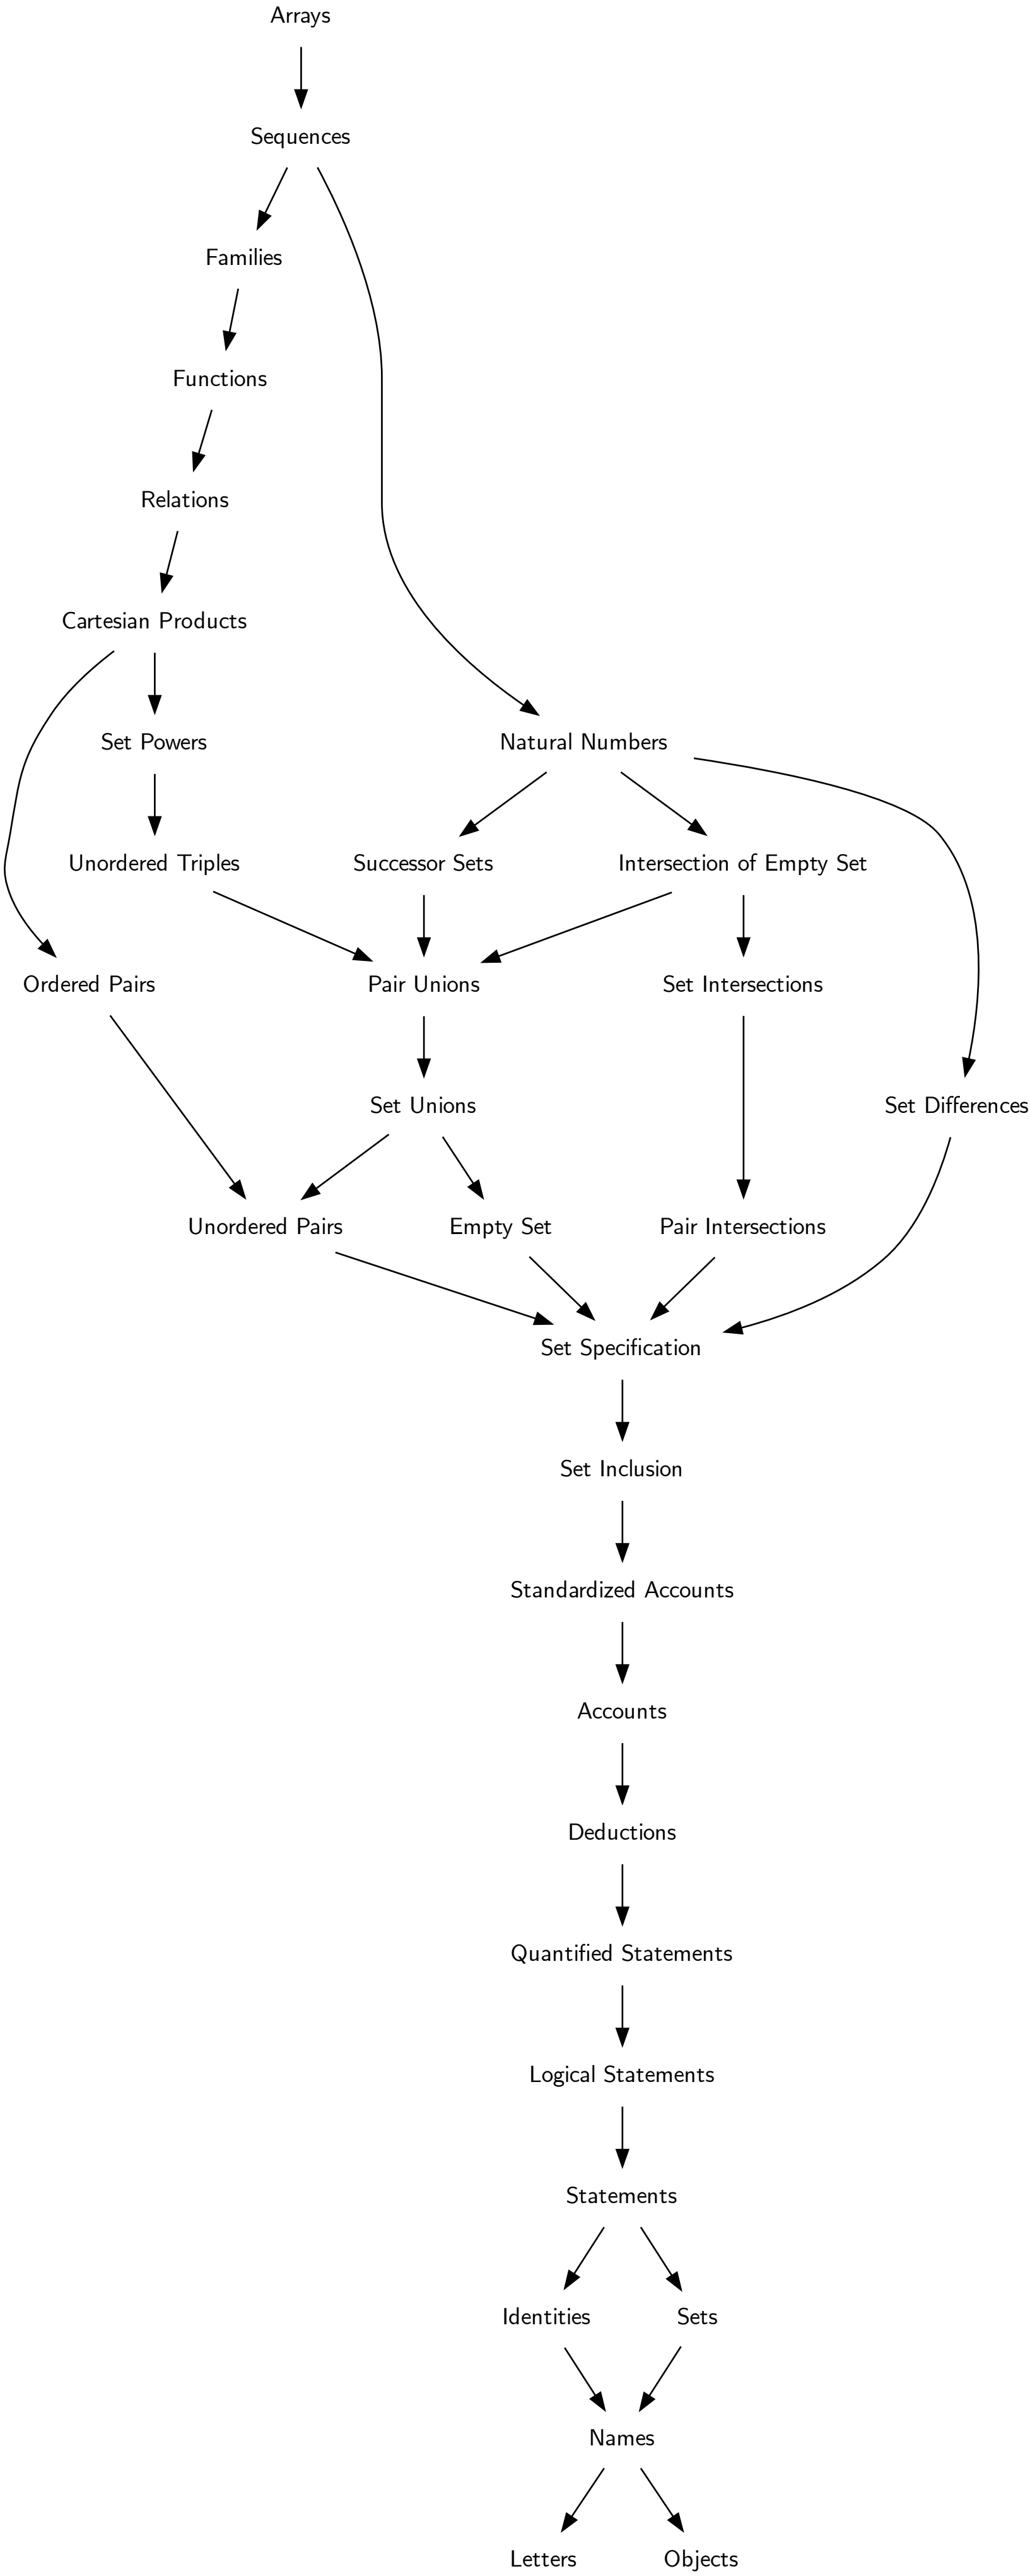 Arrays
Sequences
Families
Functions
Relations
Cartesian Products
Set Powers
Natural Numbers
Unordered Triples
Successor Sets
Intersection of Empty Set
Ordered Pairs
Pair Unions
Set Intersections
Set Unions
Set Differences
Unordered Pairs
Empty Set
Pair Intersections
Set Specification
Set Inclusion
Standardized Accounts
Accounts
Deductions
Quantified Statements
Logical Statements
Statements
Identities
Sets
Names
Letters
Objects